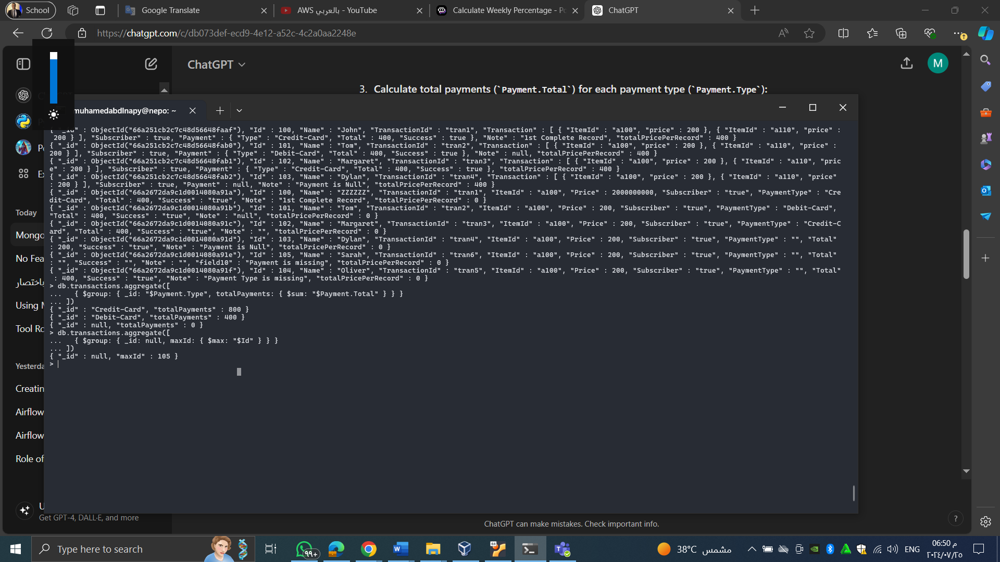 School
Google Translate
AWS بالعربي - YouTube
Calculate Weekly Percentage - Po
ChatGPT
https://chatgpt.com/c/db073def-ecd9-4e12-a52c-4c2a0aa2248e
ChatGPT
M
3. Calculate total payments (`Payment.Total`) for each payment type (`Payment.Type`):
muhamedabdlnapy@nepo: ~
{ "_id" : ObjectId("66a251cb2c7c48d56648faaf"), "Id" : 100, "Name" : "John", "TransactionId" : "tran1", "Transaction" : [ { "ItemId" : "a100", "price" : 200 }, { "ItemId" : "a110", "price" :
200 } ], "Subscriber" : true, "Payment" : { "Type" : "Credit-Card", "Total" : 400, "Success" : true }, "Note" : "1st Complete Record", "totalPricePerRecord" : 400 }
{ "_id" : ObjectId("66a251cb2c7c48d56648fab0"), "Id" : 101, "Name" : "Tom", "TransactionId" : "tran2", "Transaction" : [ { "ItemId" : "a100", "price" : 200 }, { "ItemId" : "a110", "price" :
200 } ], "Subscriber" : true, "Payment" : { "Type" : "Debit-Card", "Total" : 400, "Success" : true }, "Note" : null, "totalPricePerRecord" : 400 }
{ "_id" : ObjectId("66a251cb2c7c48d56648fab1"), "Id" : 102, "Name" : "Margaret", "TransactionId" : "tran3", "Transaction" : [ { "ItemId" : "a100", "price" : 200 }, { "ItemId" : "a110", "pric
e" : 200 } ], "Subscriber" : true, "Payment" : { "Type" : "Credit-Card", "Total" : 400, "Success" : true }, "totalPricePerRecord" : 400 }
{ "_id" : ObjectId("66a251cb2c7c48d56648fab2"), "Id" : 103, "Name" : "Dylan", "TransactionId" : "tran4", "Transaction" : [ { "ItemId" : "a100", "price" : 200 }, { "ItemId" : "a110", "price"
: 200 } ], "Subscriber" : true, "Payment" : null, "Note" : "Payment is Null", "totalPricePerRecord" : 400 }
{ "_id" : ObjectId("66a2672da9c1d0014080a91a"), "Id" : 100, "Name" : "ZZZZZZ", "TransactionId" : "tran1", "ItemId" : "a100", "Price" : 2000000000, "Subscriber" : "true", "PaymentType" : "Cre
dit-Card", "Total" : 400, "Success" : "true", "Note" : "1st Complete Record", "totalPricePerRecord" : 0 }
{ "_id" : ObjectId("66a2672da9c1d0014080a91b"), "Id" : 101, "Name" : "Tom", "TransactionId" : "tran2", "ItemId" : "a100", "Price" : 200, "Subscriber" : "true", "PaymentType" : "Debit-Card",
"Total" : 400, "Success" : "true", "Note" : "null", "totalPricePerRecord" : 0 }
{ "_id" : ObjectId("66a2672da9c1d0014080a91c"), "Id" : 102, "Name" : "Margaret", "TransactionId" : "tran3", "ItemId" : "a100", "Price" : 200, "Subscriber" : "true", "PaymentType" : "Credit-C
ard", "Total" : 400, "Success" : "true", "Note" : "", "totalPricePerRecord" : 0 }
{ "_id" : ObjectId("66a2672da9c1d0014080a91d"), "Id" : 103, "Name" : "Dylan", "TransactionId" : "tran4", "ItemId" : "a100", "Price" : 200, "Subscriber" : "true", "PaymentType" : "", "Total"
: 200, "Success" : "true", "Note" : "Payment is Null", "totalPricePerRecord" : 0 }
{ "_id" : ObjectId("66a2672da9c1d0014080a91e"), "Id" : 105, "Name" : "Sarah", "TransactionId" : "tran6", "ItemId" : "a100", "Price" : 200, "Subscriber" : "true", "PaymentType" : "", "Total"
: "", "Success" : "", "Note" : "", "field10" : "Payment is missing", "totalPricePerRecord" : 0 }
{ "_id" : ObjectId("66a2672da9c1d0014080a91f"), "Id" : 104, "Name" : "Oliver", "TransactionId" : "tran5", "ItemId" : "a100", "Price" : 200, "Subscriber" : "true", "PaymentType" : "", "Total"
: 400, "Success" : "true", "Note" : "Payment Type is missing", "totalPricePerRecord" : 0 }
> db.transactions.aggregate([
...   { $group: { _id: "$Payment.Type", totalPayments: { $sum: "$Payment.Total" } } }
... ])
{ "_id" : "Credit-Card", "totalPayments" : 800 }
{ "_id" : "Debit-Card", "totalPayments" : 400 }
{ "_id" : null, "totalPayments" : 0 }
> db.transactions.aggregate([
...   { $group: { _id: null, maxId: { $max: "$Id" } } }
... ])
{ "_id" : null, "maxId" : 105 }
>
Today
Mongo
No Fea
باختصار
Using
Tool Ro
Yesterda
Creatin
Airflow
Airflow
Role of
Get GPT-4, DALL·E, and more
ChatGPT can make mistakes. Check important info.
?
Type here to search
٩٩+
64
38°C مشمس
ENG
06:50 م
٢٠٢٤/٠٧/٢٥